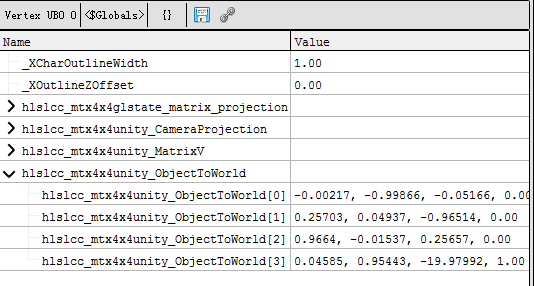 Vertex UBO 0 <$Globals> {}
Name Value
_XCharOutlineWidth 1.00
_XOutlineZOffset 0.00
hlslcc_mtx4x4glstate_matrix_projection
hlslcc_mtx4x4unity_CameraProjection
hlslcc_mtx4x4unity_MatrixV
hlslcc_mtx4x4unity_ObjectToWorld
hlslcc_mtx4x4unity_ObjectToWorld[0] -0.00217, -0.99866, -0.05166, 0.00
hlslcc_mtx4x4unity_ObjectToWorld[1] 0.25703, 0.04937, -0.96514, 0.00
hlslcc_mtx4x4unity_ObjectToWorld[2] 0.9664, -0.01537, 0.25657, 0.00
hlslcc_mtx4x4unity_ObjectToWorld[3] 0.04585, 0.95443, -19.97992, 1.00